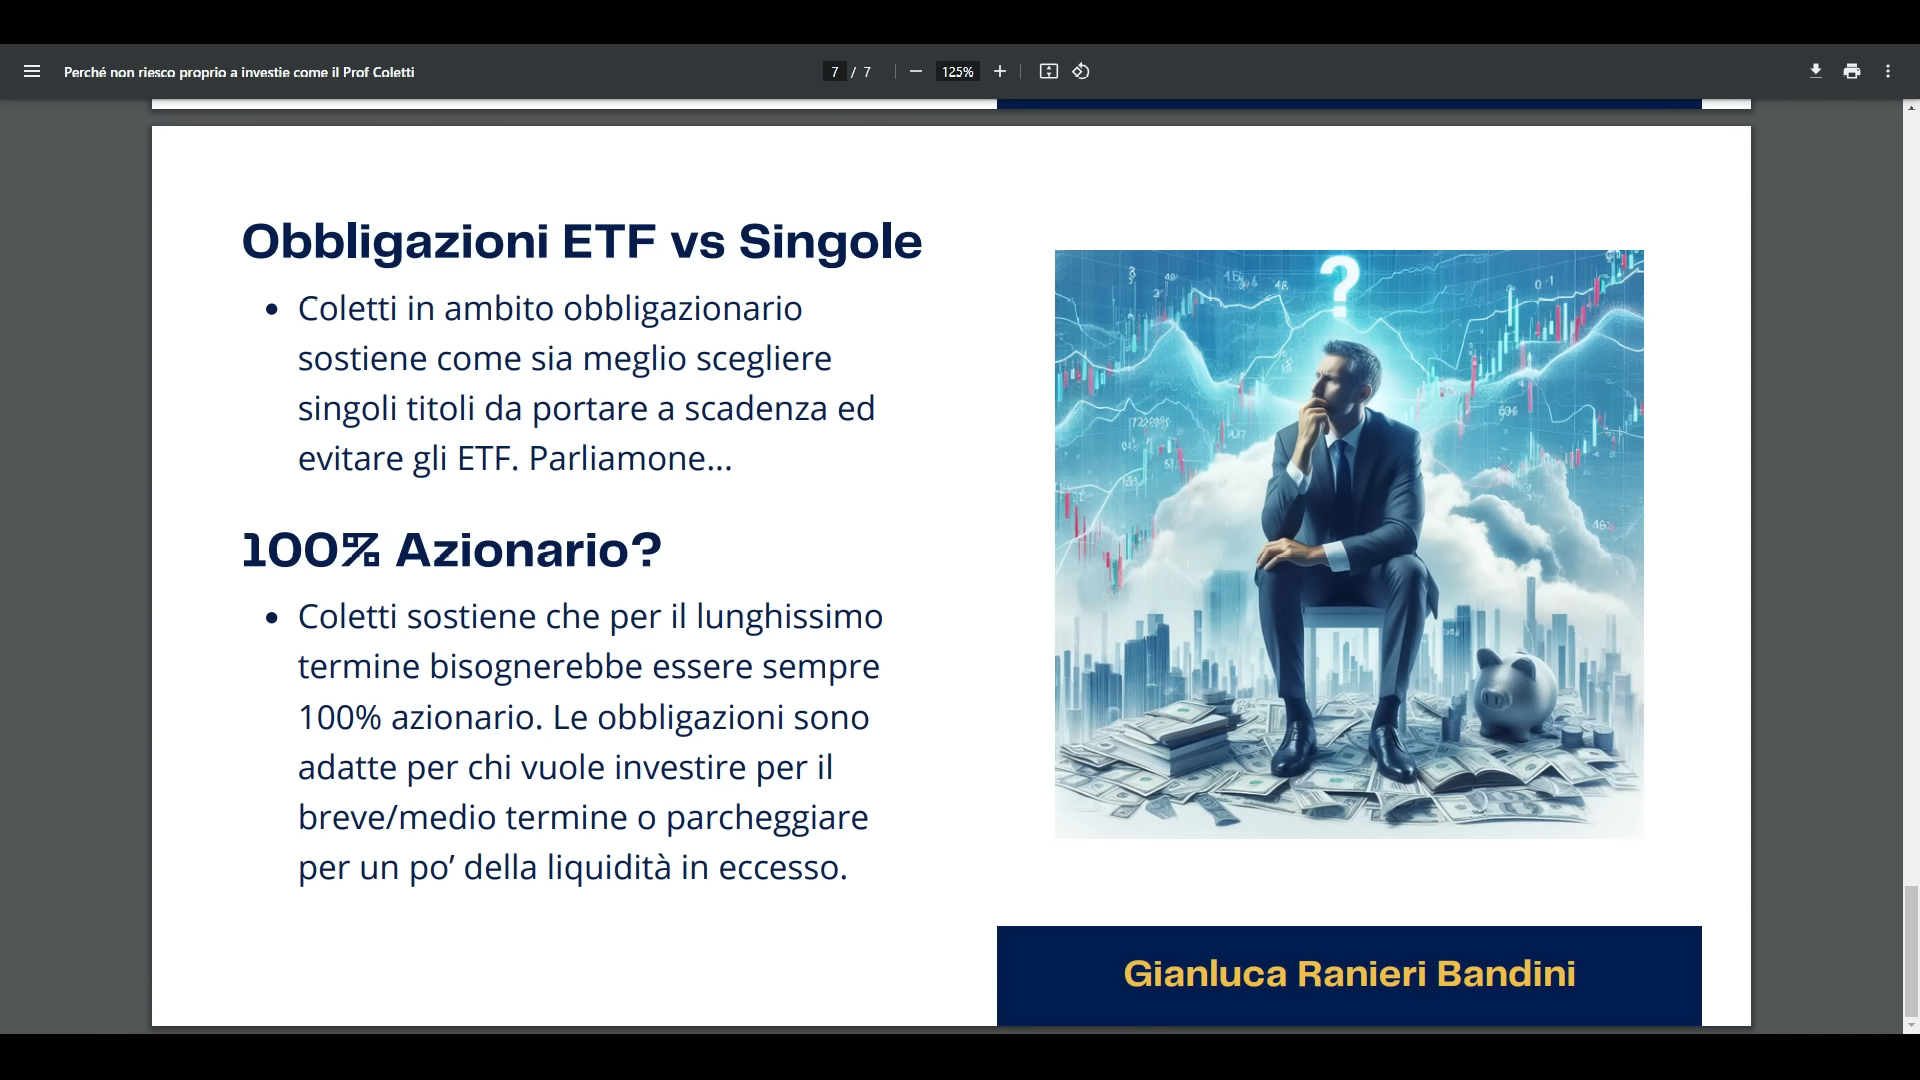 Perché non riesco proprio a investie come il Prof Coletti
7 / 7
125%
Obbligazioni ETF vs Singole
• Coletti in ambito obbligazionario
sostiene come sia meglio scegliere
singoli titoli da portare a scadenza ed
evitare gli ETF. Parliamone...
100% Azionario?
• Coletti sostiene che per il lunghissimo
termine bisognerebbe essere sempre
100% azionario. Le obbligazioni sono
adatte per chi vuole investire per il
breve/medio termine o parcheggiare
per un po’ della liquidità in eccesso.
?
Gianluca Ranieri Bandini